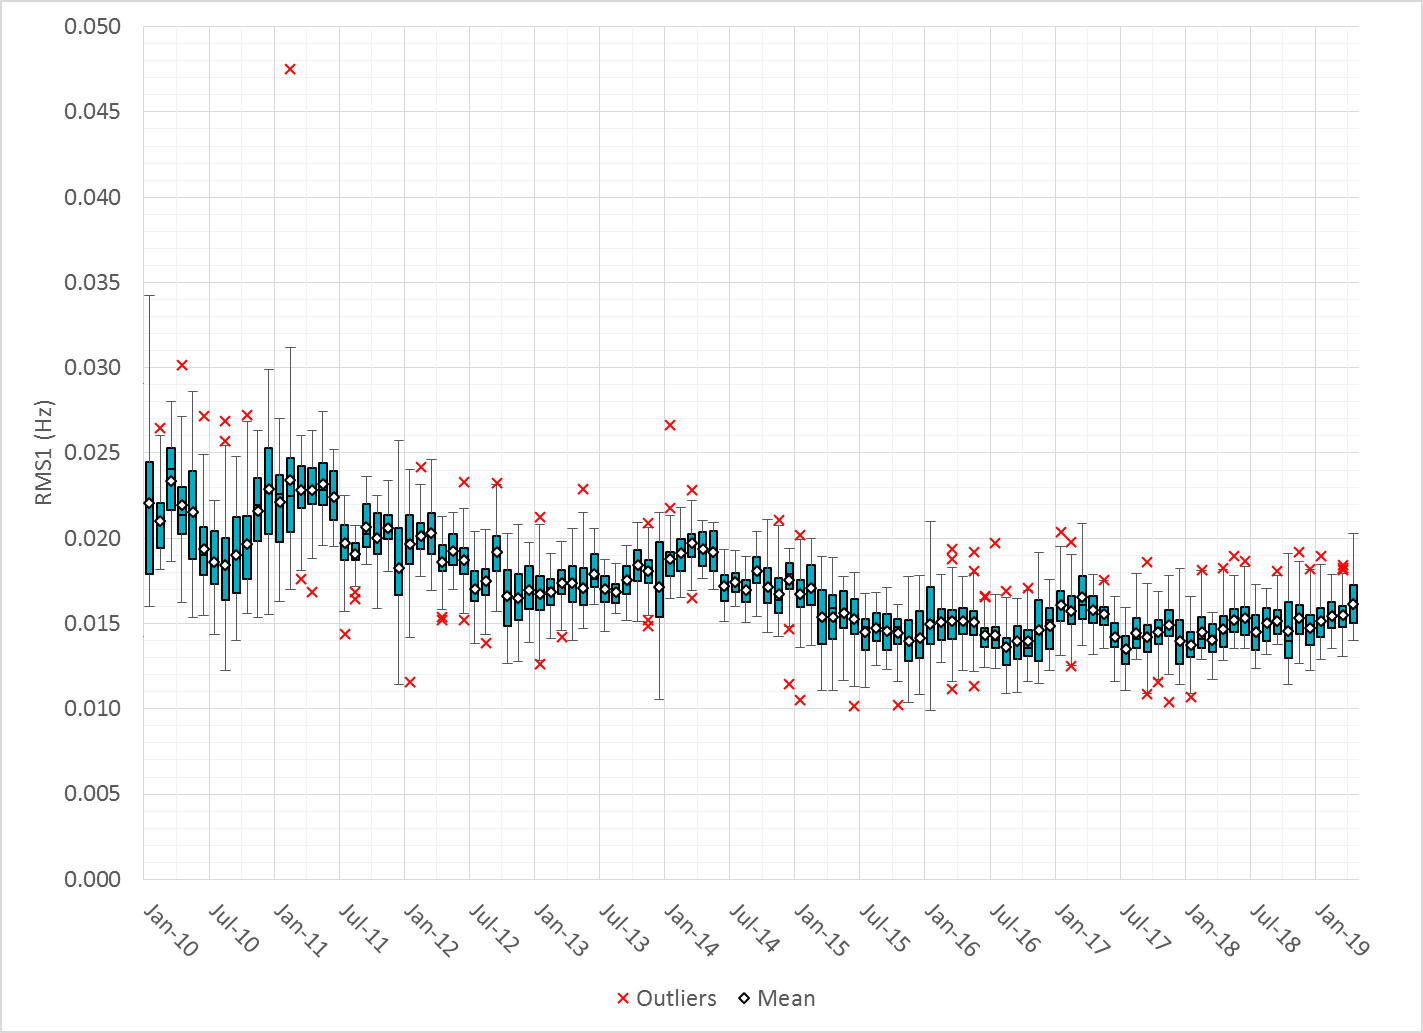 0.050
0.045
0.040
0.035
0.030
0.025
0.020
0.015
0.010
0.005
0.000
RMS1 (Hz)
Jan-10
Jul-10
Jan-11
Jul-11
Jan-12
Jul-12
Jan-13
Jul-13
Jan-14
Jul-14
Jan-15
Jul-15
Jan-16
Jul-16
Jan-17
Jul-17
Jan-18
Jul-18
Jan-19
Outliers Mean